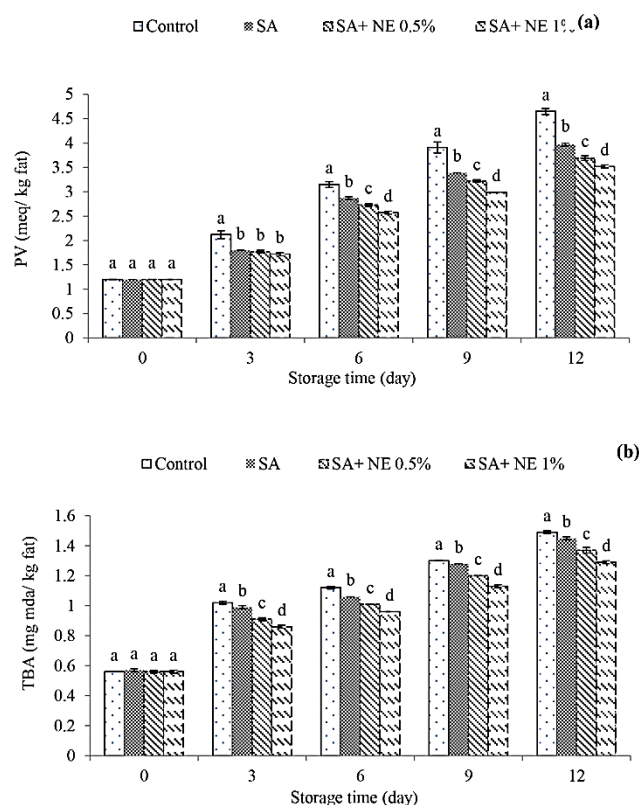 Control SA SA+ NE 0.5% SA+ NE 1% (a)
PV (meq/ kg fat)
5
4.5
4
3.5
3
2.5
2
1.5
1
0.5
0
a a a a
a b b b
a b c d
a b c d
a b c d
0 3 6 9 12
Storage time (day)
(b)
Control SA SA+ NE 0.5% SA+ NE 1%
TBA (mg mda/ kg fat)
1.6
1.4
1.2
1
0.8
0.6
0.4
0.2
0
a a a a
a b c d
a b c d
a b c d
a b c d
0 3 6 9 12
Storage time (day)